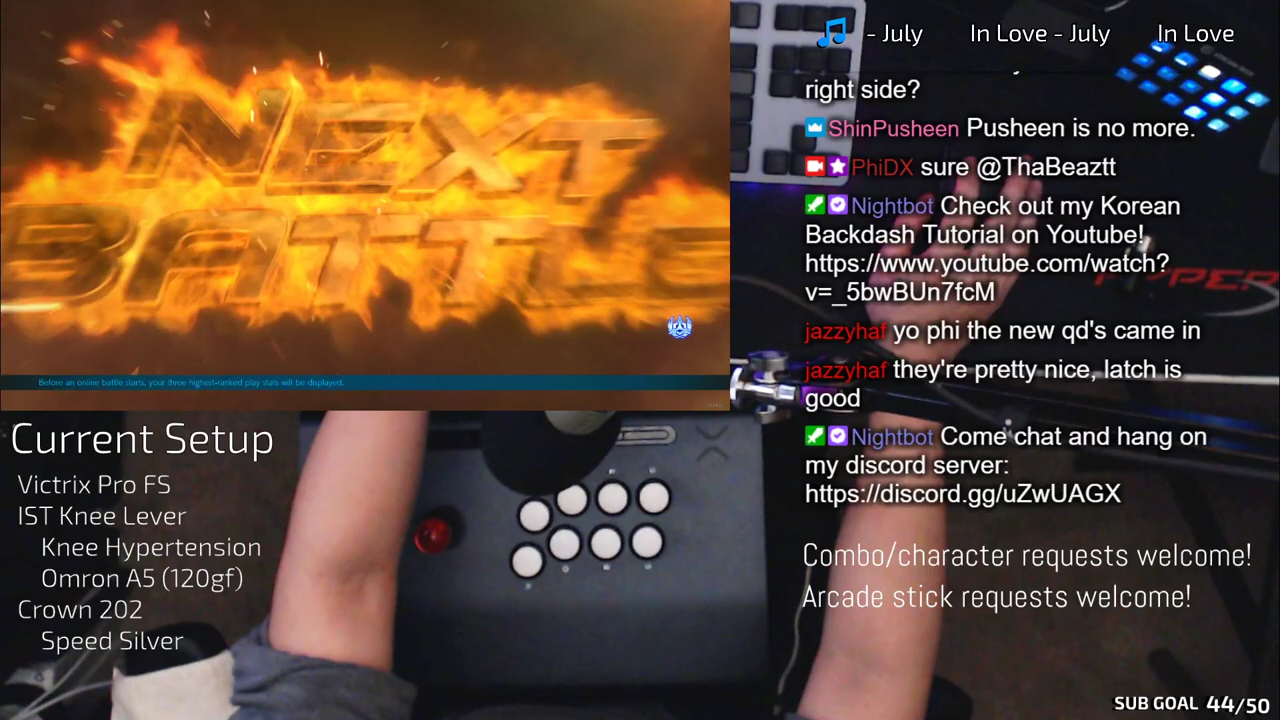 NEXT
BATTLE
Before an online battle starts, your three highest-ranked play stats will be displayed.
Current Setup
Victrix Pro FS
IST Knee Lever
Knee Hypertension
Omron A5 (120gf)
Crown 202
Speed Silver
- July In Love - July In Love
right side?
ShinPusheen Pusheen is no more.
PhiDX sure @ThaBeaztt
Nightbot Check out my Korean
Backdash Tutorial on Youtube!
https://www.youtube.com/watch?
v=_5bwBUn7fcM
jazzyhaf yo phi the new qd's came in
jazzyhaf they're pretty nice, latch is
good
Nightbot Come chat and hang on
my discord server:
https://discord.gg/uZwUAGX
Combo/character requests welcome!
Arcade stick requests welcome!
SUB GOAL 44/50